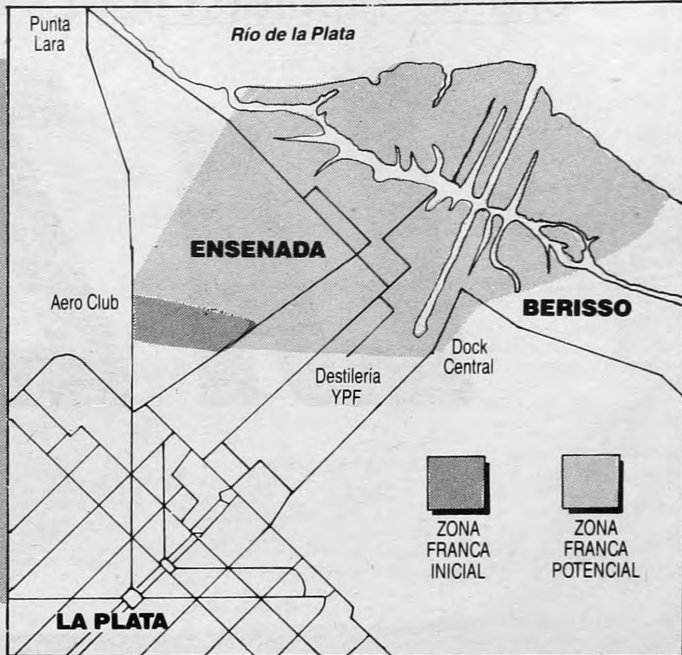 Punta
Lara
Río de la Plata
ENSENADA
Aero Club
BERISSO
Dock
Central
Destilería
YPF
ZONA
FRANCA
INICIAL
ZONA
FRANCA
POTENCIAL
LA PLATA